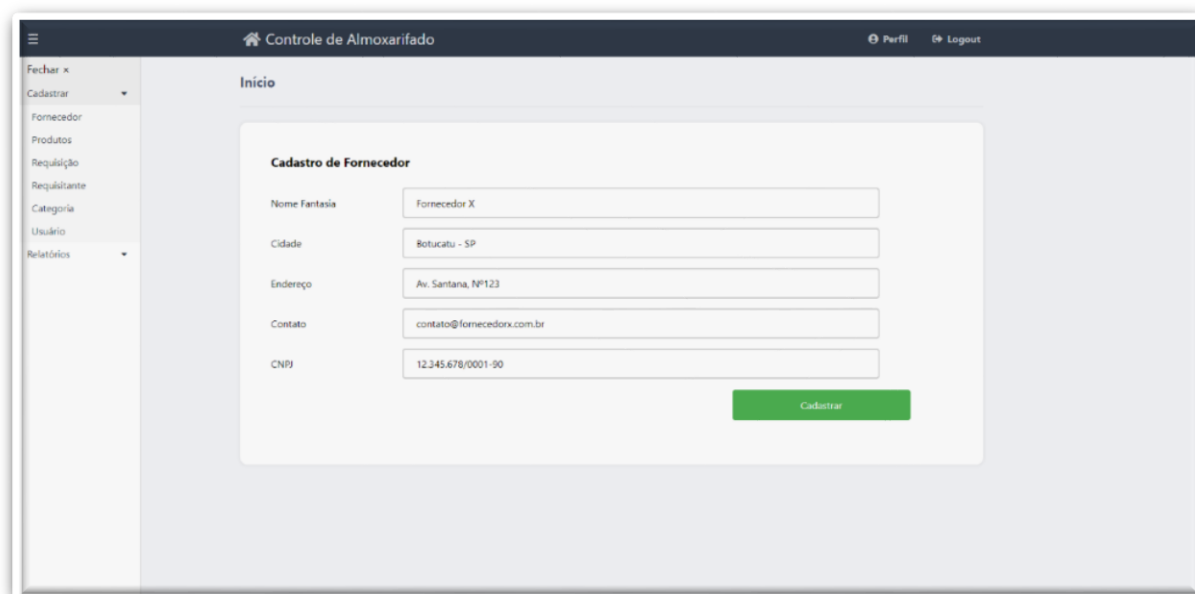 ☰ Controle de Almoxarifado Perfil Logout
Fechar ×
Cadastrar
Fornecedor
Produtos
Requisição
Requisitante
Categoria
Usuário
Relatórios
Início
Cadastro de Fornecedor
Nome Fantasia Fornecedor X
Cidade Botucatu - SP
Endereço Av. Santana, Nº123
Contato contato@fornecedorx.com.br
CNPJ 12.345.678/0001-90
Cadastrar